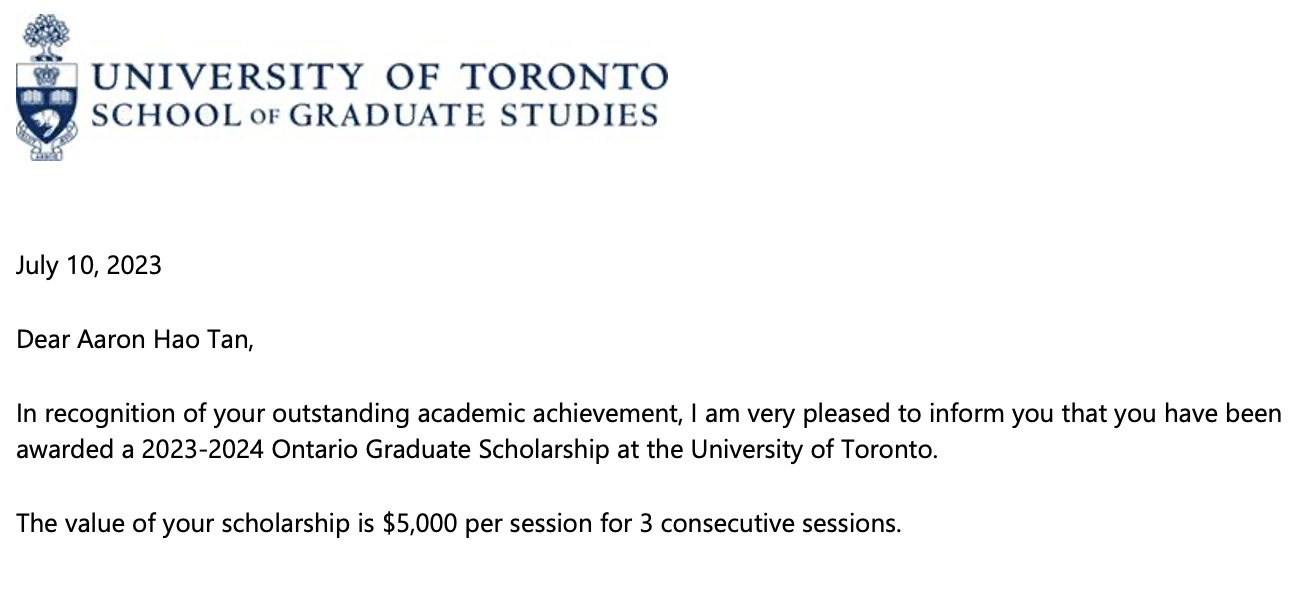 UNIVERSITY OF TORONTO
SCHOOL OF GRADUATE STUDIES
July 10, 2023
Dear Aaron Hao Tan,
In recognition of your outstanding academic achievement, I am very pleased to inform you that you have been
awarded a 2023-2024 Ontario Graduate Scholarship at the University of Toronto.
The value of your scholarship is $5,000 per session for 3 consecutive sessions.